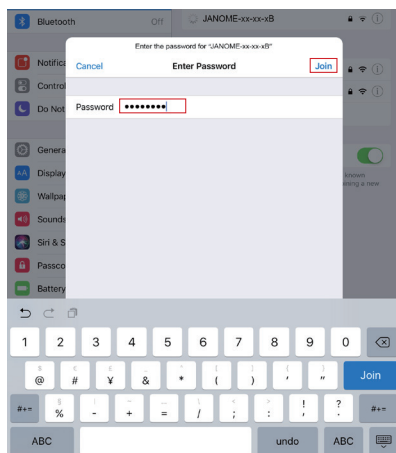 Bluetooth Off JANOME-xx-xx-xB
Enter the password for "JANOME-xx-xx-xB"
Cancel Enter Password Join
Notifica
Control
Do Not
Password ••••••••
Genera
Display
known
ining a new
Wallpap
Sounds
Siri & S
Passco
Battery
1 2 3 4 5 6 7 8 9 0
$ € £ _ ^ [ ] { }
@ # ¥ & * ( ) ' " Join
§ | ~ … \ < > ! ?
#+= % - + = / ; : , . #+=
ABC undo ABC